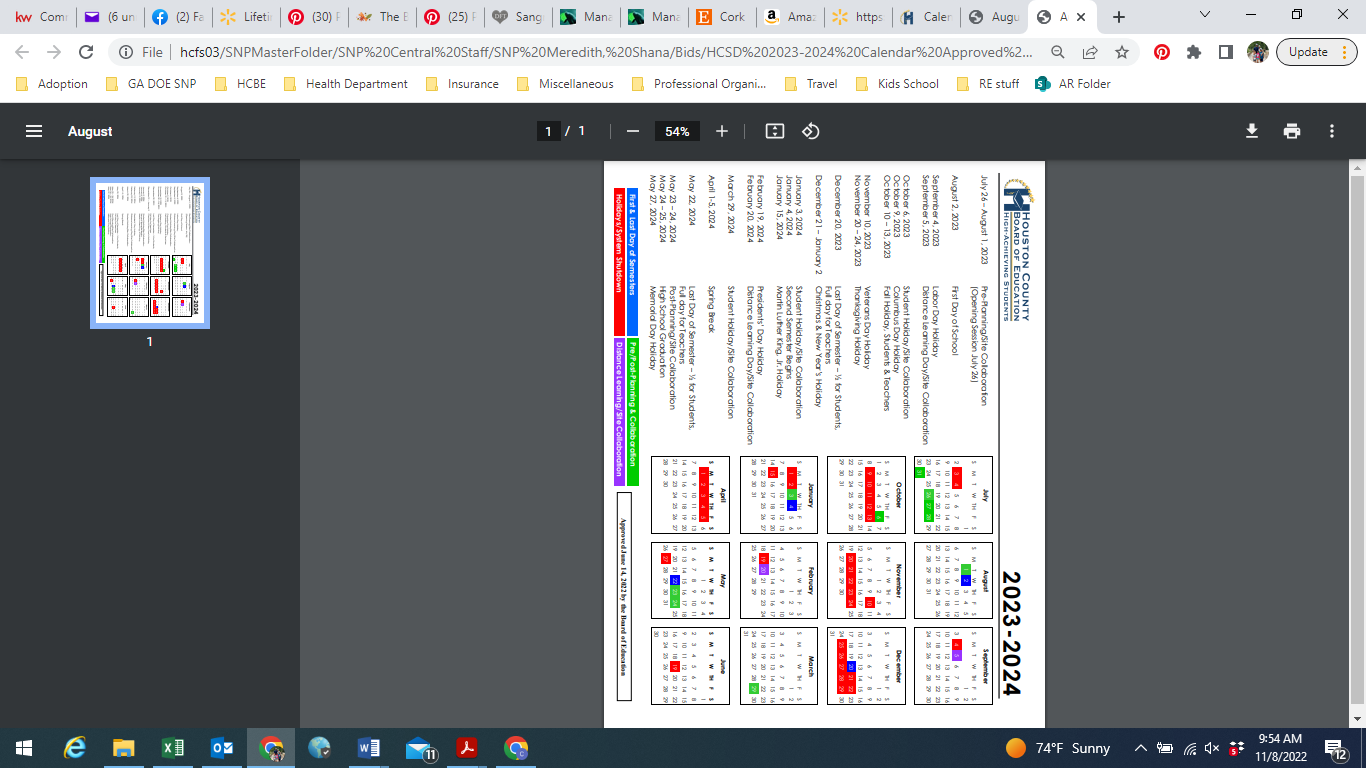 Comr
(6 un
(2) Fa
Lifeti
(30) P
The E
(25) P
Sang
Mana
Mana
Cork
Amaz
https
Calen
Augu
A
File | hcfs03/SNPMasterFolder/SNP%20Central%20Staff/SNP%20Meredith,%20Shana/Bids/HCSD%202023-2024%20Calendar%20Approved%2...
Update
Adoption GA DOE SNP HCBE Health Department Insurance Miscellaneous Professional Organi... Travel Kids School RE stuff AR Folder
August
1 / 1
54%
1
HOUSTON COUNTY
BOARD OF EDUCATION
HIGH-ACHIEVING STUDENTS
2023-2024
July 26 – August 1, 2023 Pre-Planning/Site Collaboration
(Opening Session July 26)
August 2, 2023 First Day of School
September 4, 2023 Labor Day Holiday
September 5, 2023 Distance Learning Day/Site Collaboration
October 6, 2023 Student Holiday/Site Collaboration
October 9, 2023 Columbus Day Holiday
October 10 – 13, 2023 Fall Holiday, Students & Teachers
November 10, 2023 Veterans Day Holiday
November 20 – 24, 2023 Thanksgiving Holiday
December 20, 2023 Last Day of Semester – ½ for Students,
Full day for Teachers
December 21 – January 2 Christmas & New Year's Holiday
January 3, 2024 Student Holiday/Site Collaboration
January 4, 2024 Second Semester Begins
January 15, 2024 Martin Luther King, Jr. Holiday
February 19, 2024 Presidents' Day Holiday
February 20, 2024 Distance Learning Day/Site Collaboration
March 29, 2024 Student Holiday/Site Collaboration
April 1-5, 2024 Spring Break
May 22, 2024 Last Day of Semester – ½ for Students,
Full day for Teachers
May 23 – 24, 2024 Post-Planning/Site Collaboration
May 24 – 25, 2024 High School Graduation
May 27, 2024 Memorial Day Holiday
First & Last Day of Semesters
Pre/Post-Planning & Collaboration
Holidays/System Shutdown
Distance Learning/Site Collaboration
Approved June 14, 2022 by the Board of Education
July
August
September
October
November
December
January
February
March
April
May
June
74°F Sunny
9:54 AM
11/8/2022
11
12